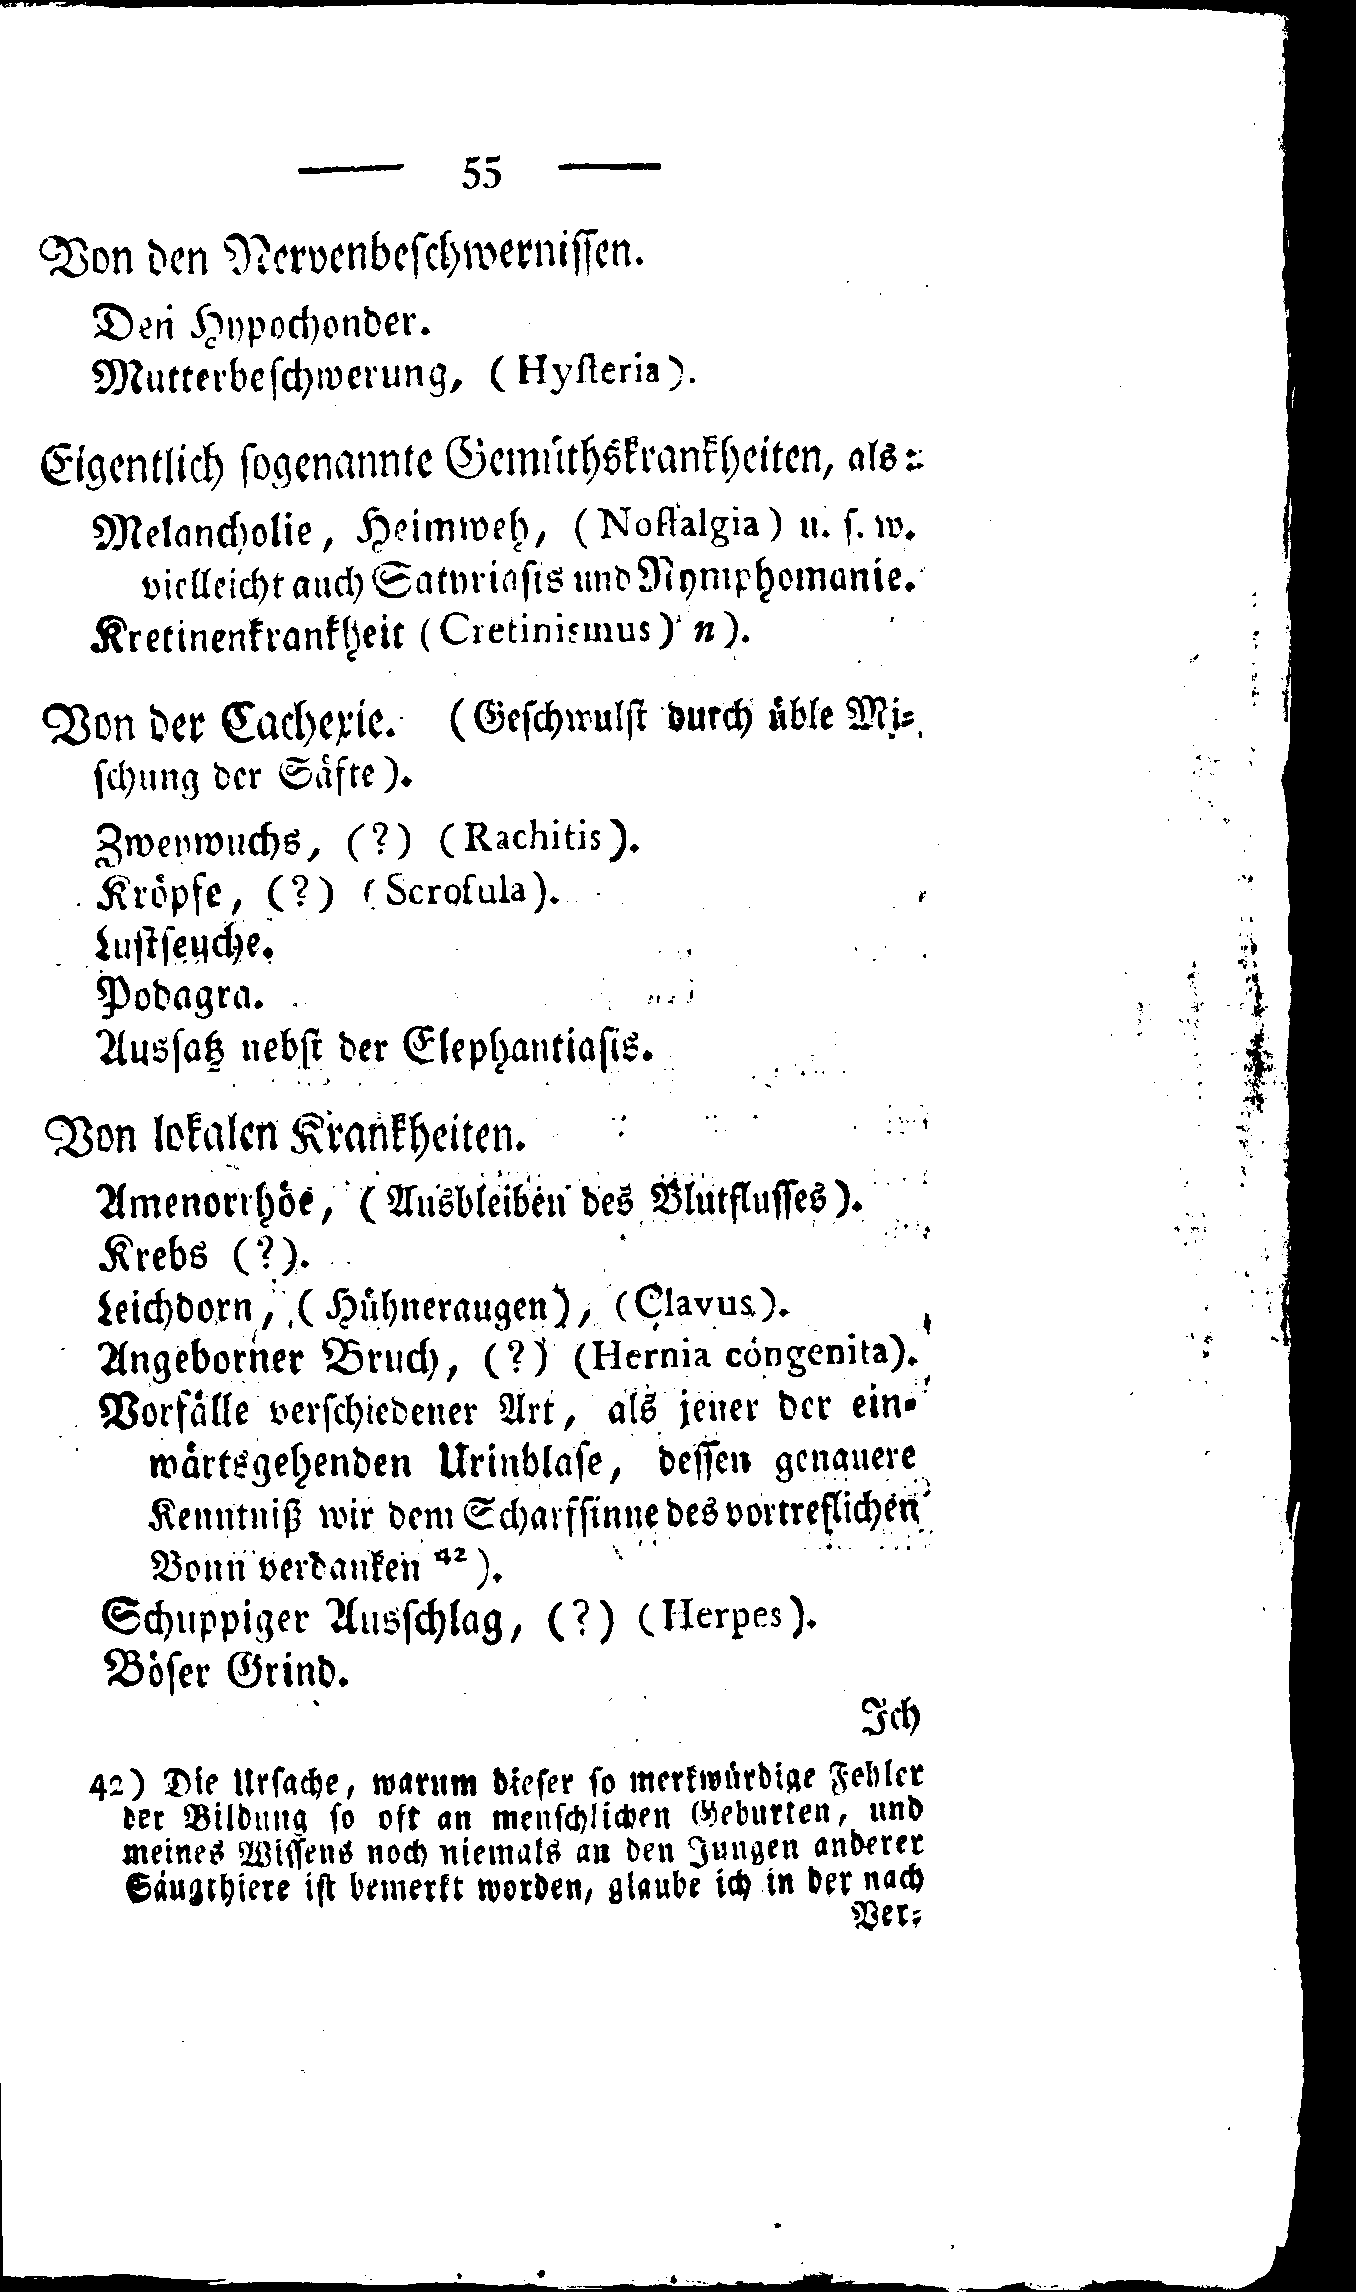 55
Von den Nervenbeſchwerniſſen.
Den Hypochonder.
Mutterbeſchwerung, (Hyſteria).
Eigentlich ſogenannte Gemüthskrankheiten, als:
Melancholie, Heimweh, (Noſtalgia) u. ſ. w.
vielleicht auch Satyriaſis und Nymphomanie.
Kretinenkrankheit (Cretinismus) n).
Von der Cachexie. (Geſchwulſt durch üble Mi-
ſchung der Säfte).
Zweywuchs, (?) (Rachitis).
Kröpfe, (?) (Scrofula).
Luſtſeuche.
Podagra.
Ausſatz nebſt der Elephantiaſis.
Von lokalen Krankheiten.
Amenorrhöe, (Ausbleiben des Blutfluſſes).
Krebs (?).
Leichdorn, (Hühneraugen), (Clavus).
Angeborner Bruch, (?) (Hernia congenita).
Vorfälle verſchiedener Art, als jener der ein-
wärtsgehenden Urinblaſe, deſſen genauere
Kenntniß wir dem Scharfſinne des vortreflichen
Bonn verdanken 42).
Schuppiger Ausſchlag, (?) (Herpes).
Böſer Grind.
Ich
42) Die Urſache, warum dieſer ſo merkwürdige Fehler
der Bildung ſo oft an menſchlichen Geburten, und
meines Wiſſens noch niemals an den Jungen anderer
Säugthiere iſt bemerkt worden, glaube ich in der nach
Ver-